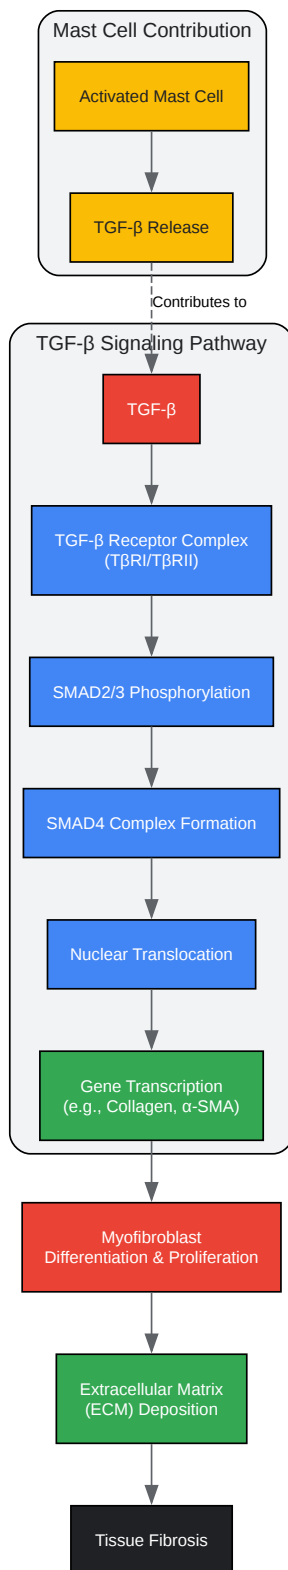 Mast Cell Contribution
Activated Mast Cell
TGF-β Release
Contributes to
TGF-β Signaling Pathway
TGF-β
TGF-β Receptor Complex
(TβRI/TβRII)
SMAD2/3 Phosphorylation
SMAD4 Complex Formation
Nuclear Translocation
Gene Transcription
(e.g., Collagen, α-SMA)
Myofibroblast
Differentiation & Proliferation
Extracellular Matrix
(ECM) Deposition
Tissue Fibrosis